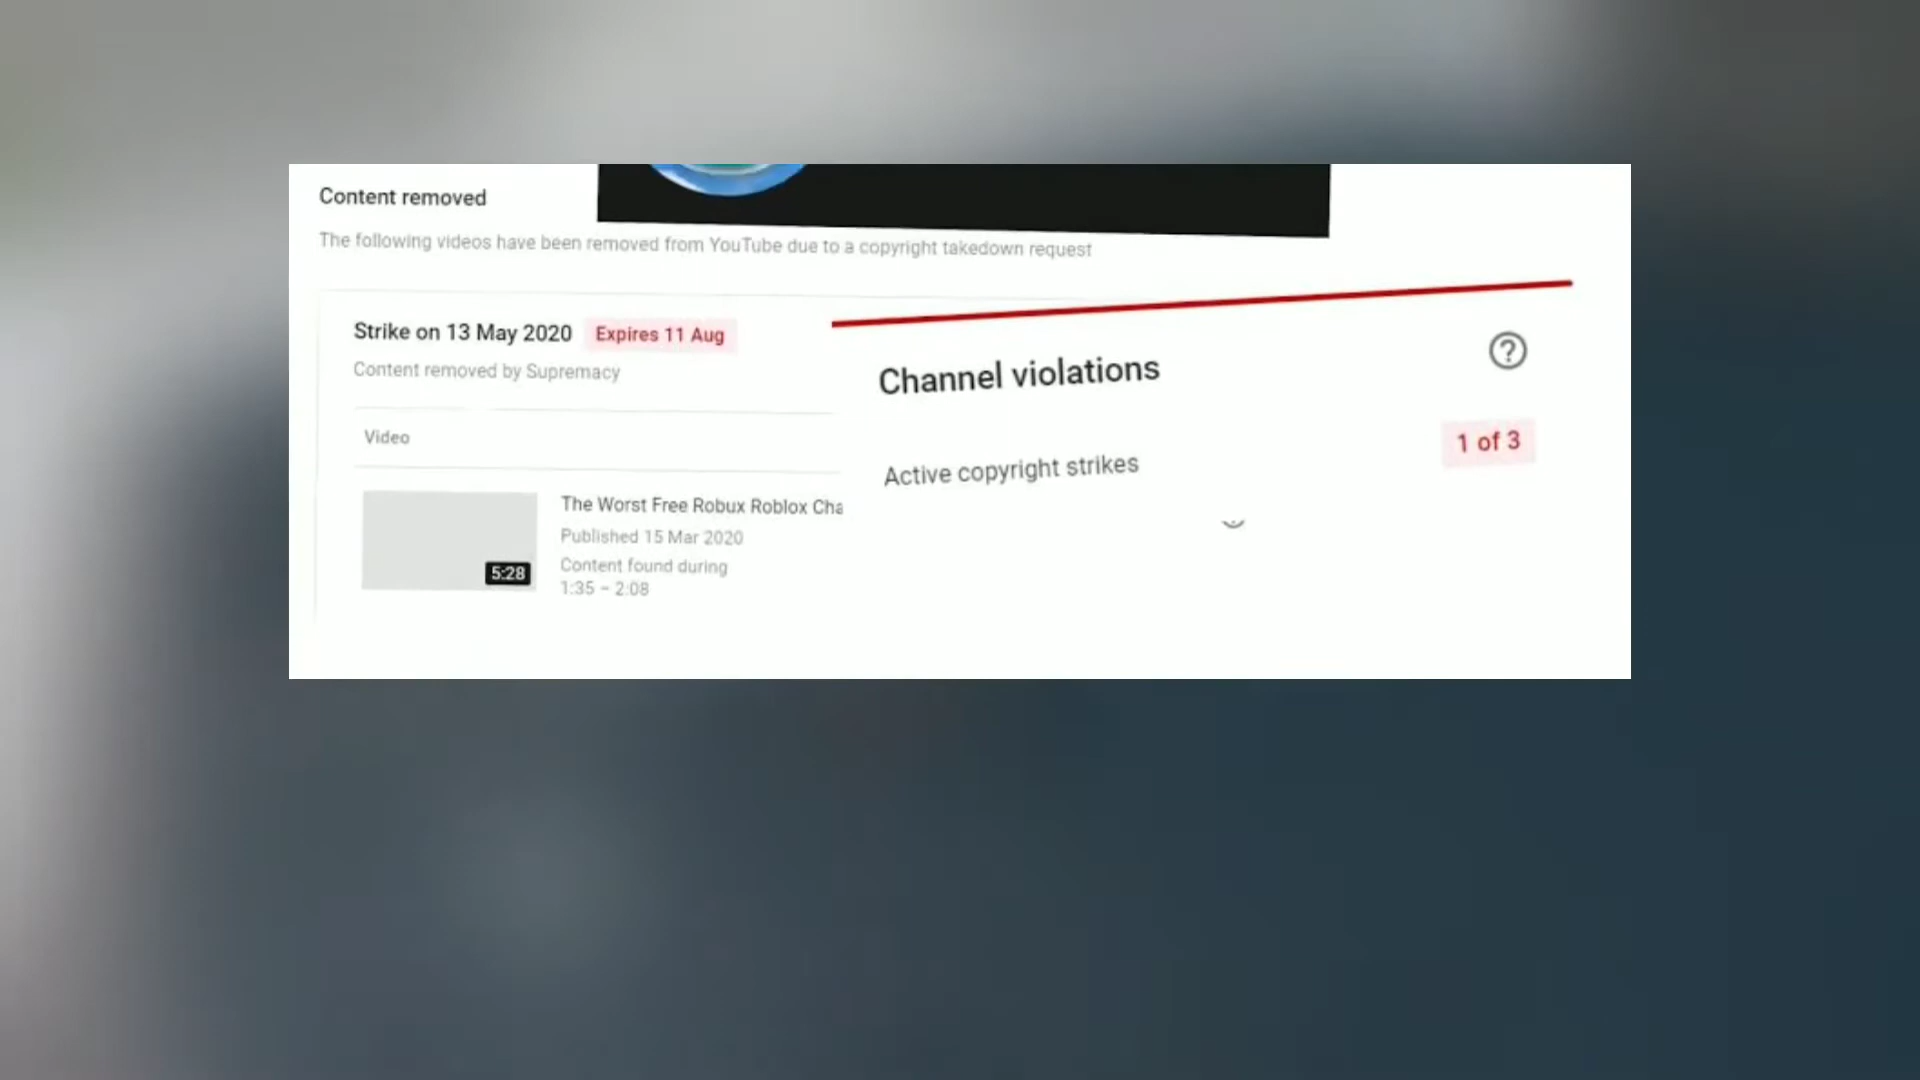 Content removed
The following videos have been removed from YouTube due to a copyright takedown request
Strike on 13 May 2020 Expires 11 Aug
Content removed by Supremacy
Video
5:28
The Worst Free Robux Roblox Cha
Published 15 Mar 2020
Content found during
1:35 – 2:08
Channel violations
Active copyright strikes
1 of 3